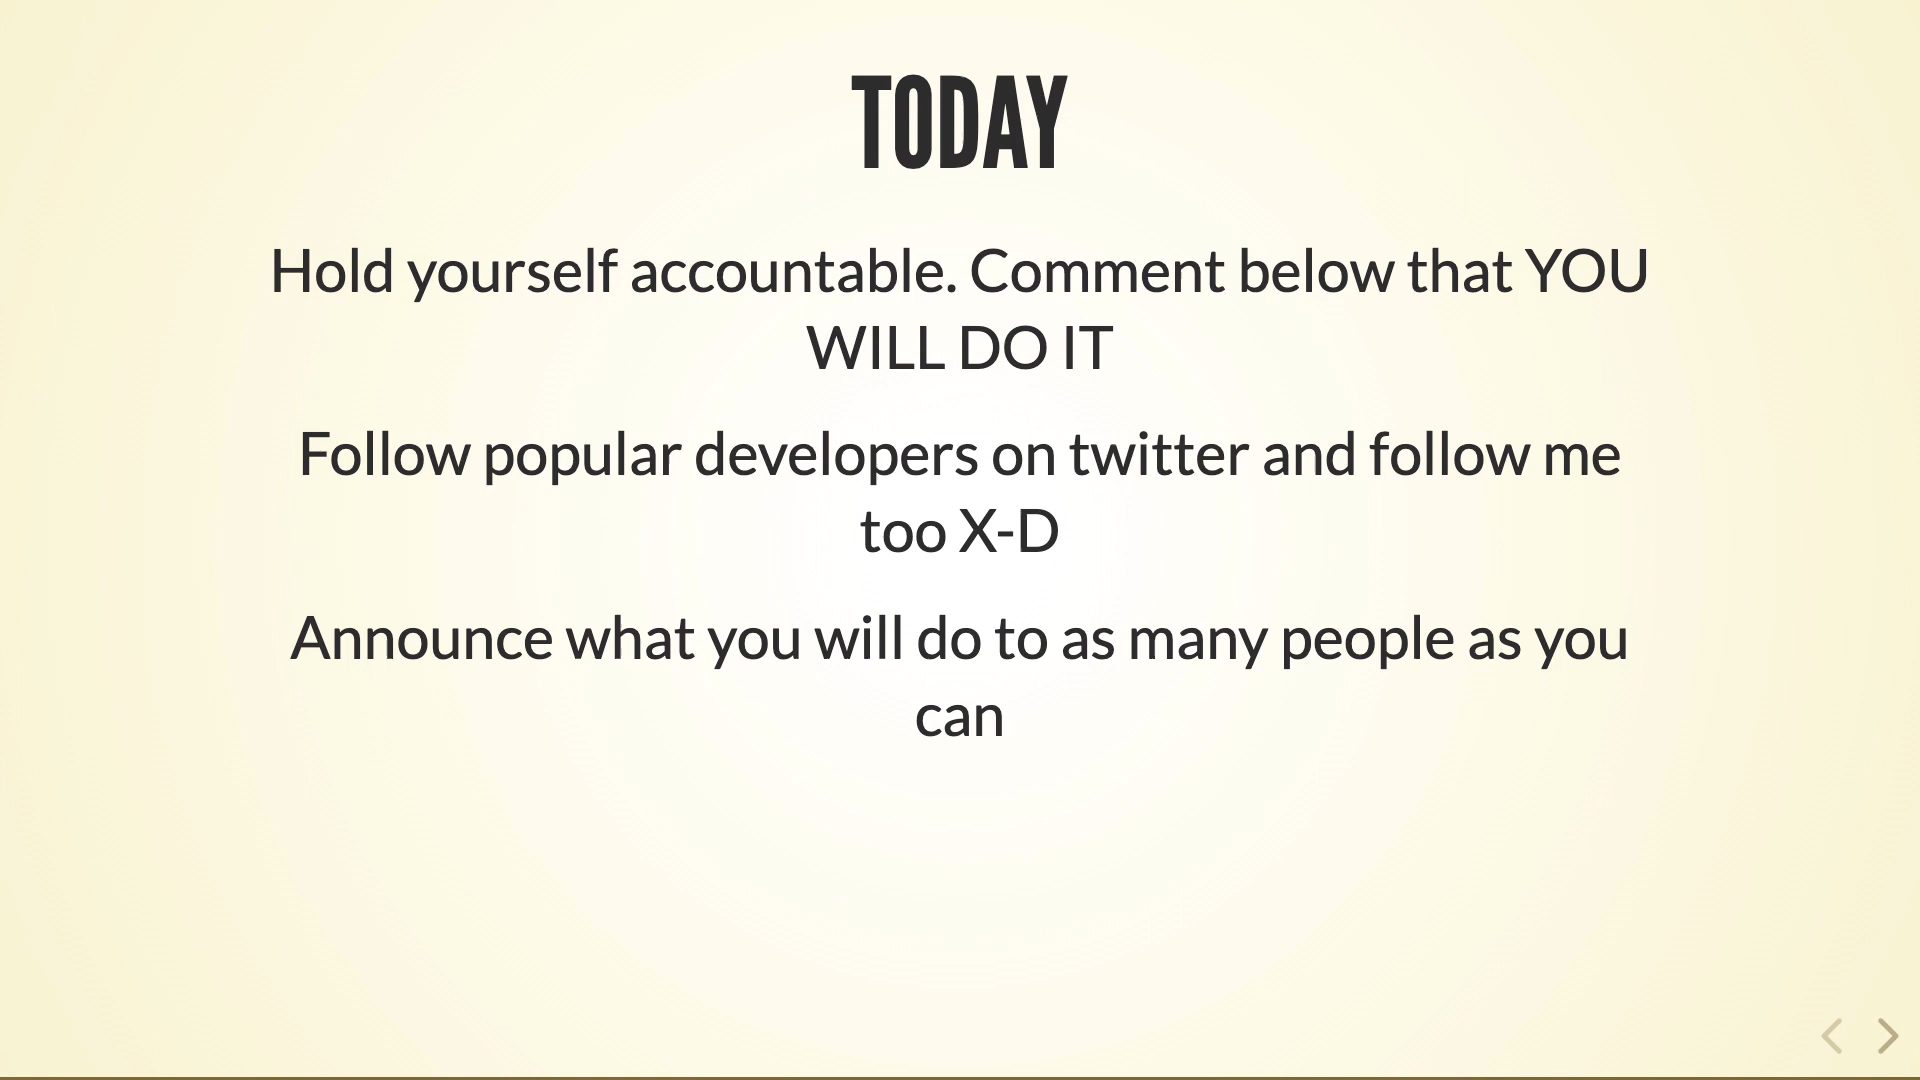 TODAY
Hold yourself accountable. Comment below that YOU
WILL DO IT
Follow popular developers on twitter and follow me
too X-D
Announce what you will do to as many people as you
can